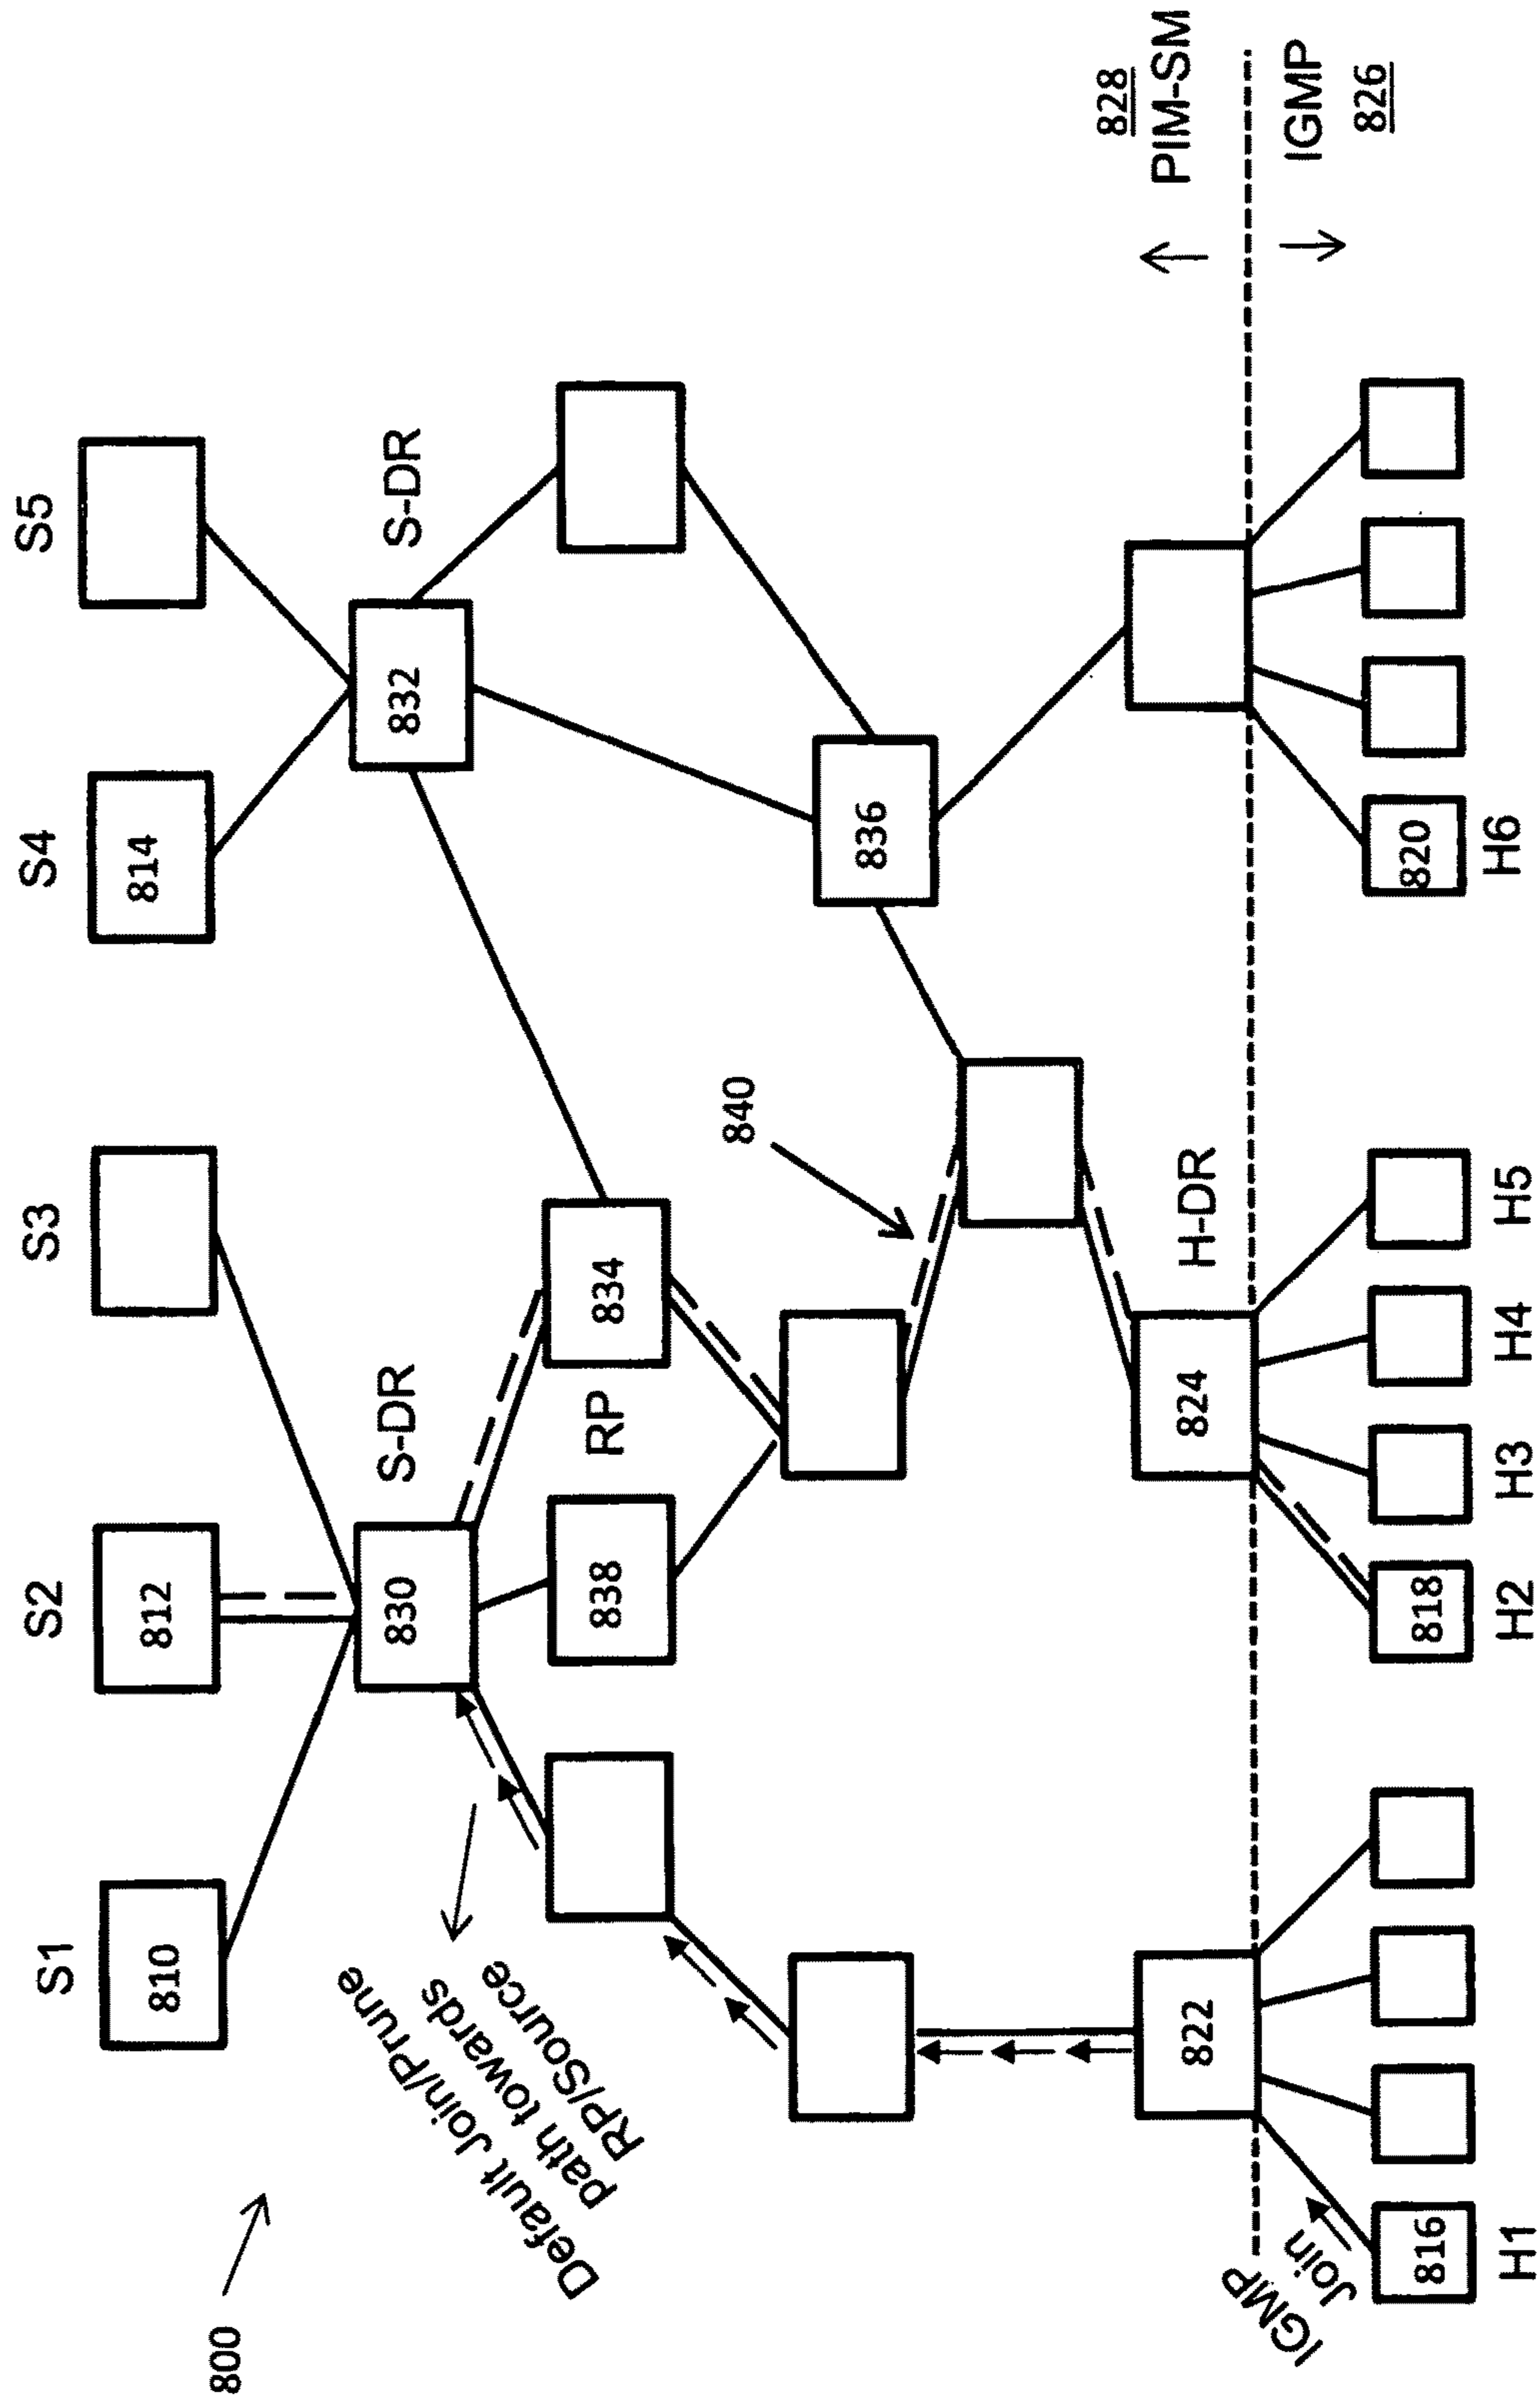 800
S1
S2
S3
S4
S5
810
812
814
S-DR
S-DR
830
832
Default Join/Prune
path towards
RP/Source
838
RP
834
840
836
828
PIM-SM
H-DR
822
824
IGMP
826
IGMP
Join
816
818
820
H1
H2
H3
H4
H5
H6